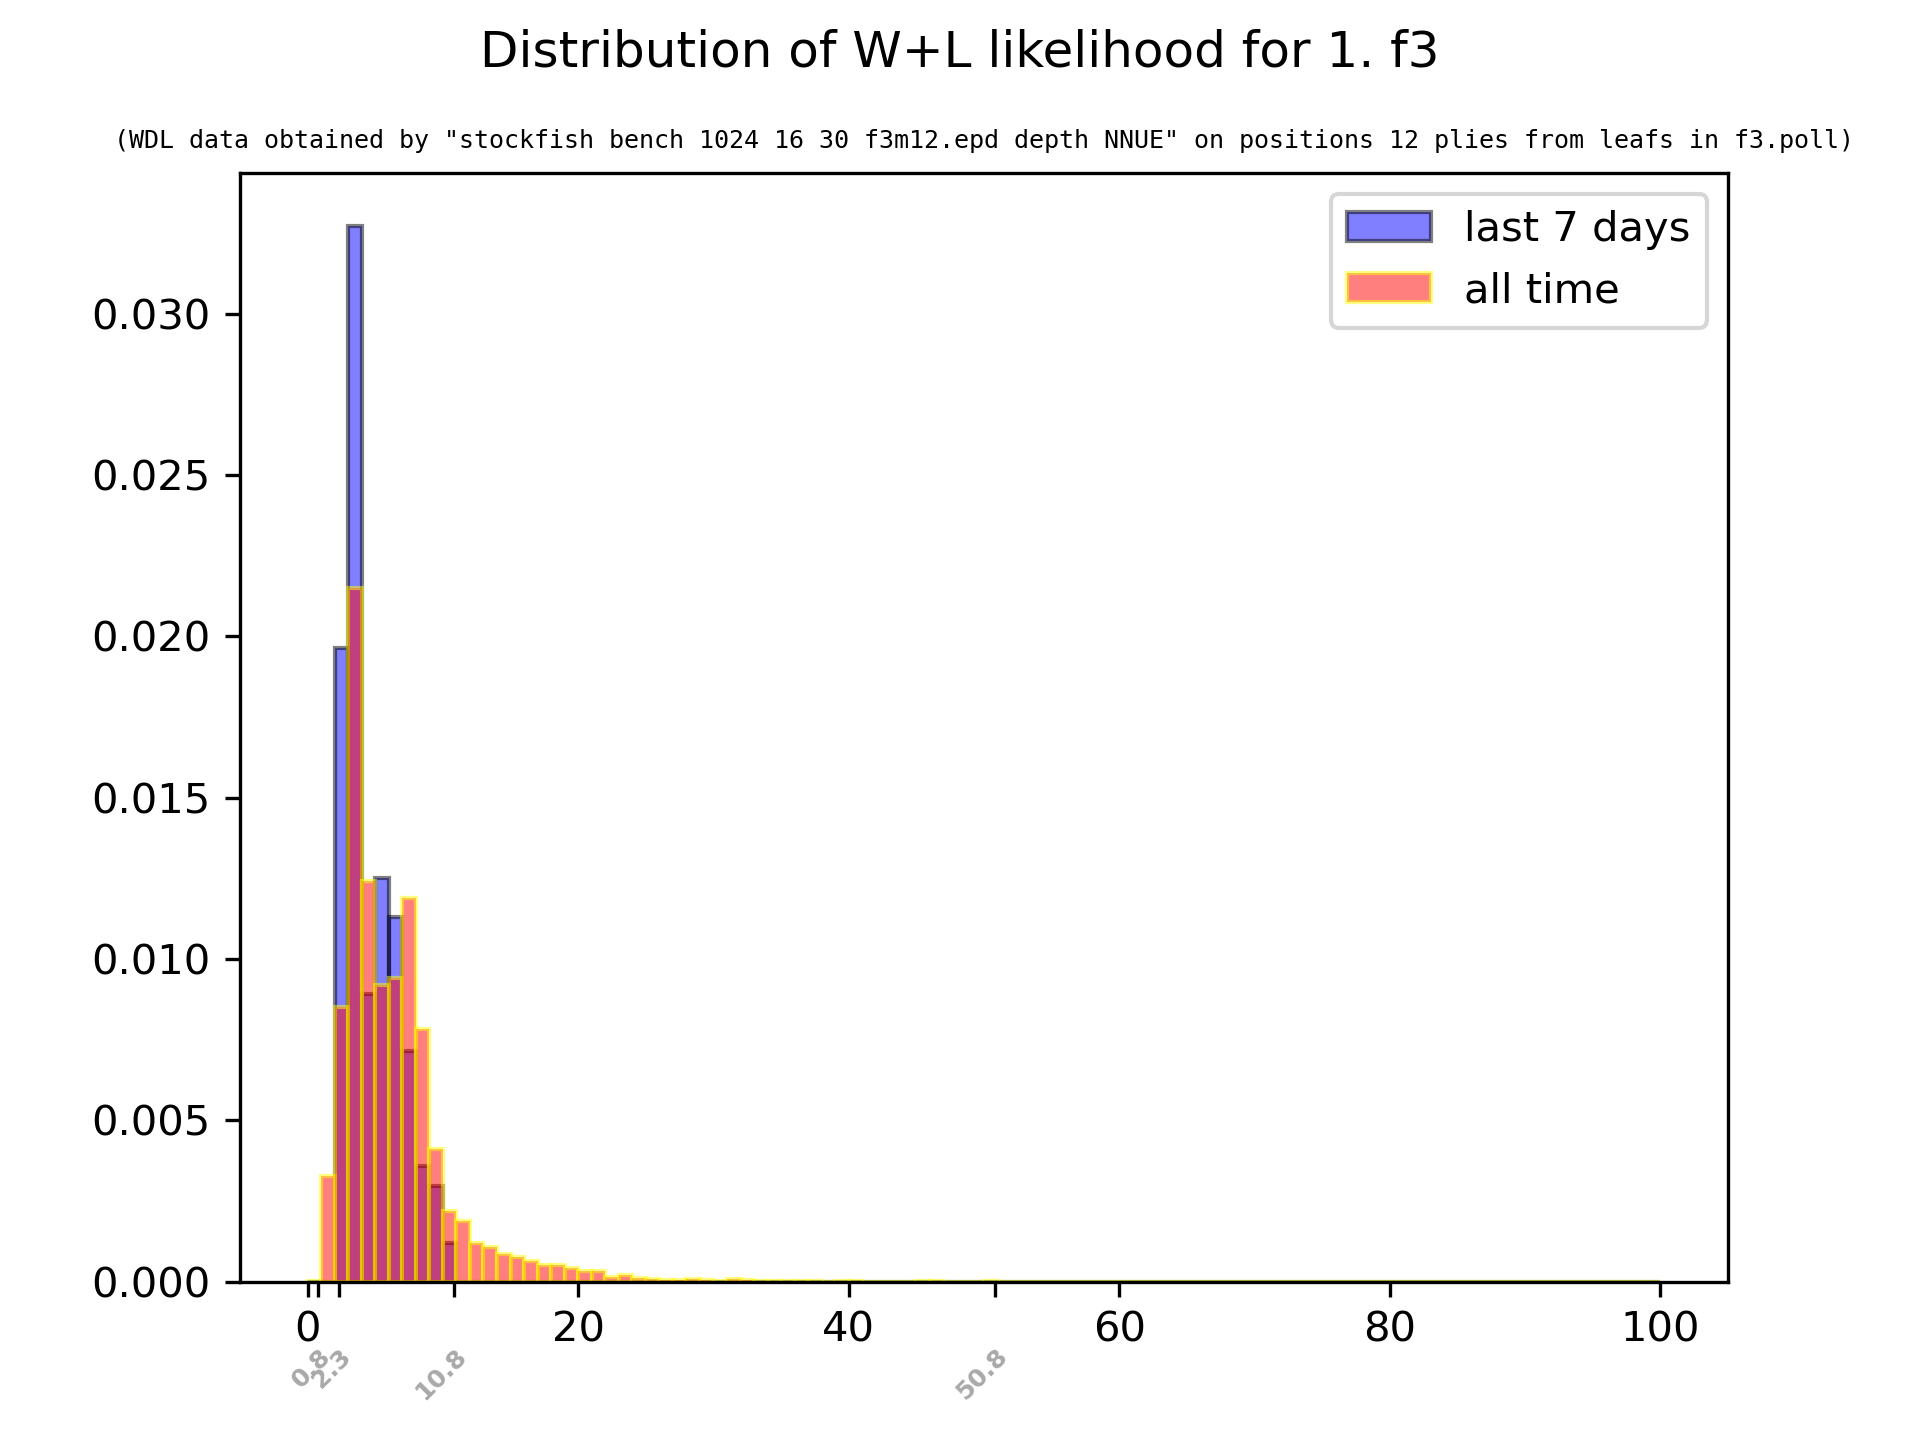 Distribution of W+L likelihood for 1. f3
(WDL data obtained by "stockfish bench 1024 16 30 f3m12.epd depth NNUE" on positions 12 plies from leafs in f3.poll)
last 7 days
all time
0.030
0.025
0.020
0.015
0.010
0.005
0.000
0 20 40 60 80 100
0.8 2.3 10.8 50.8